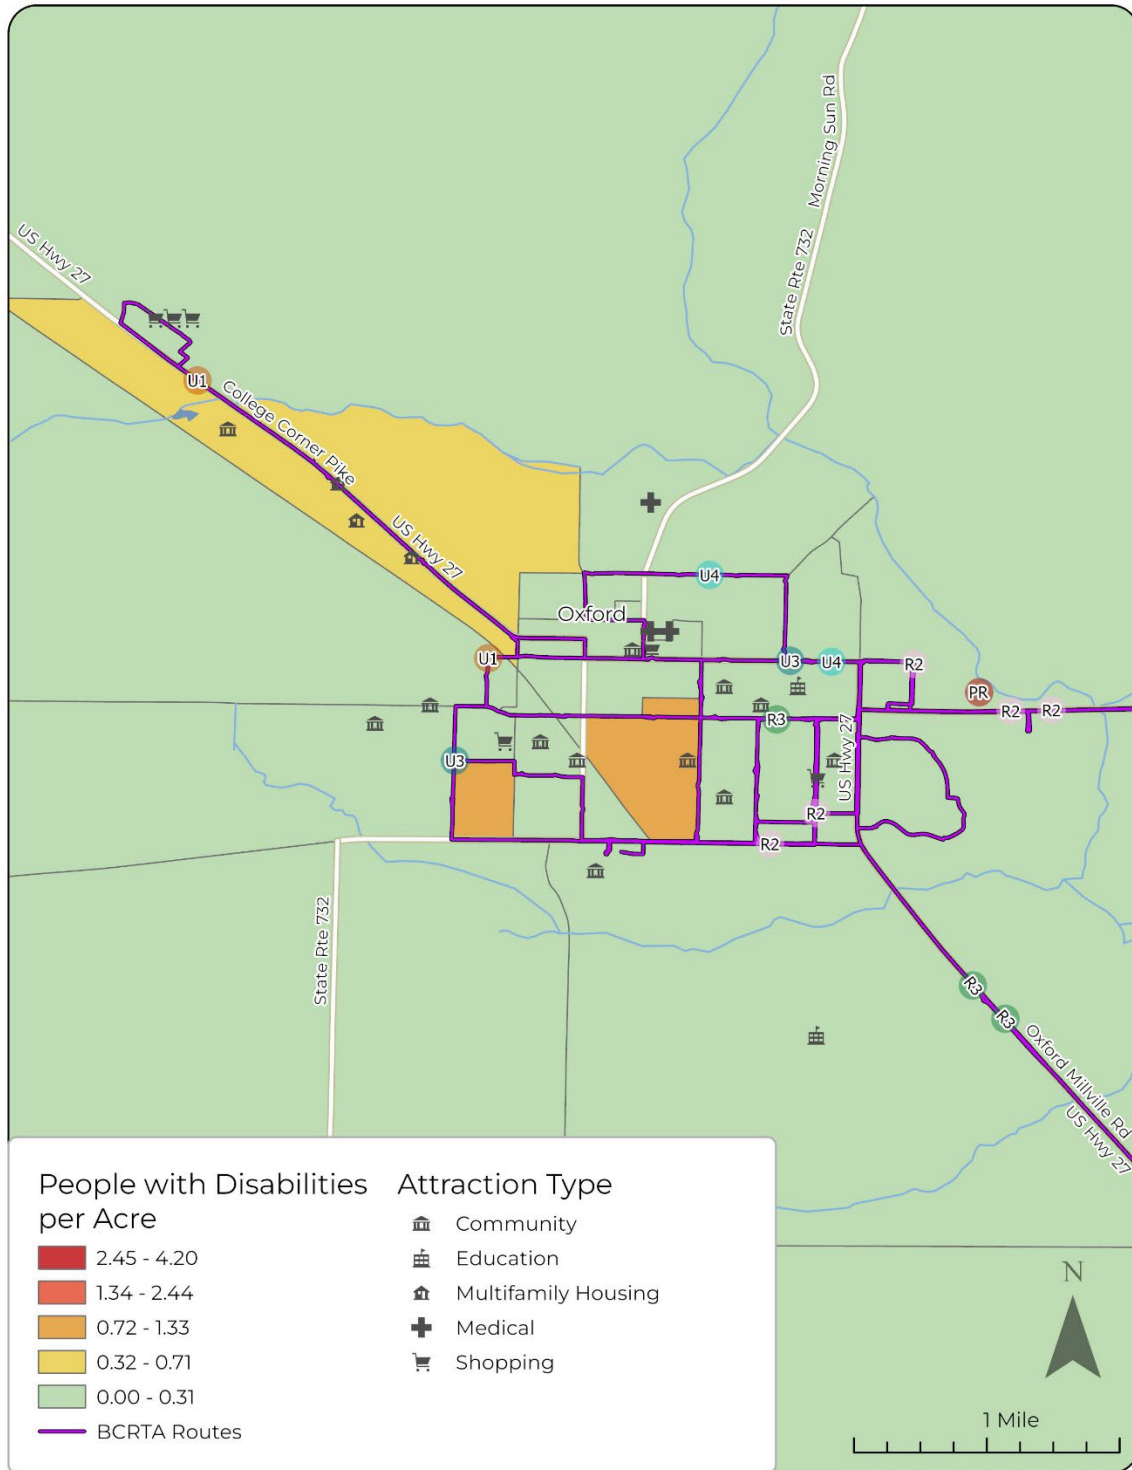 Morning Sun Rd
State Rte 732
US Hwy 27
U1
College Corner Pike
US Hwy 27
U4
Oxford
U1
U3
U4
R2
PR
R2
R2
R3
US Hwy 27
U3
R2
R2
State Rte 732
R3
R3
Oxford Millville Rd
US Hwy 27
People with Disabilities
per Acre
2.45 - 4.20
1.34 - 2.44
0.72 - 1.33
0.32 - 0.71
0.00 - 0.31
BCRTA Routes
Attraction Type
Community
Education
Multifamily Housing
Medical
Shopping
N
1 Mile